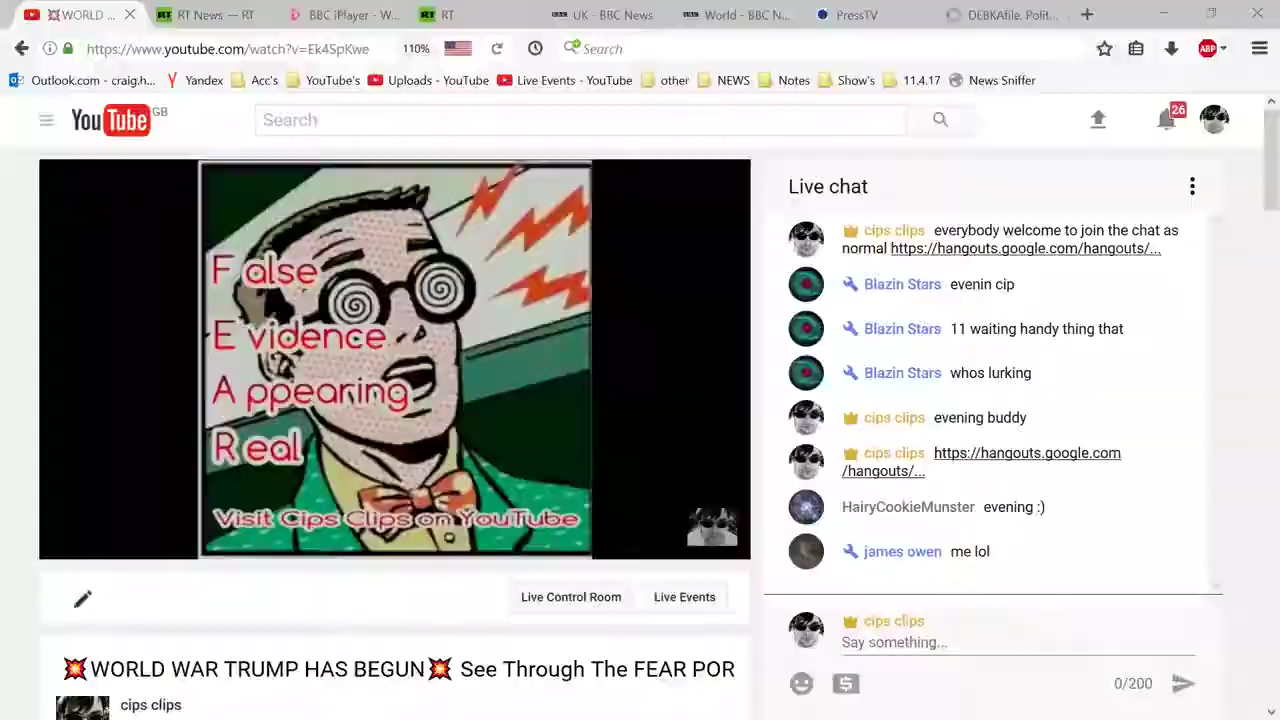 WORLD ...
RT News — RT
BBC iPlayer - W...
RT
UK - BBC News
World - BBC N...
PressTV
DEBKAfile. Polit...
https://www.youtube.com/watch?v=Ek4SpKwe
110%
Search
ABP
Outlook.com - craig.h...
Yandex
Acc's
YouTube's
Uploads - YouTube
Live Events - YouTube
other
NEWS
Notes
Show's
11.4.17
News Sniffer
YouTube GB
Search
26
False
Evidence
Appearing
Real
Visit Cips Clips on YouTube
Live chat
cips clips everybody welcome to join the chat as
normal https://hangouts.google.com/hangouts/...
Blazin Stars evenin cip
Blazin Stars 11 waiting handy thing that
Blazin Stars whos lurking
cips clips evening buddy
cips clips https://hangouts.google.com
/hangouts/...
HairyCookieMunster evening :)
james owen me lol
cips clips
Say something...
0/200
Live Control Room
Live Events
💥WORLD WAR TRUMP HAS BEGUN💥 See Through The FEAR POR
cips clips